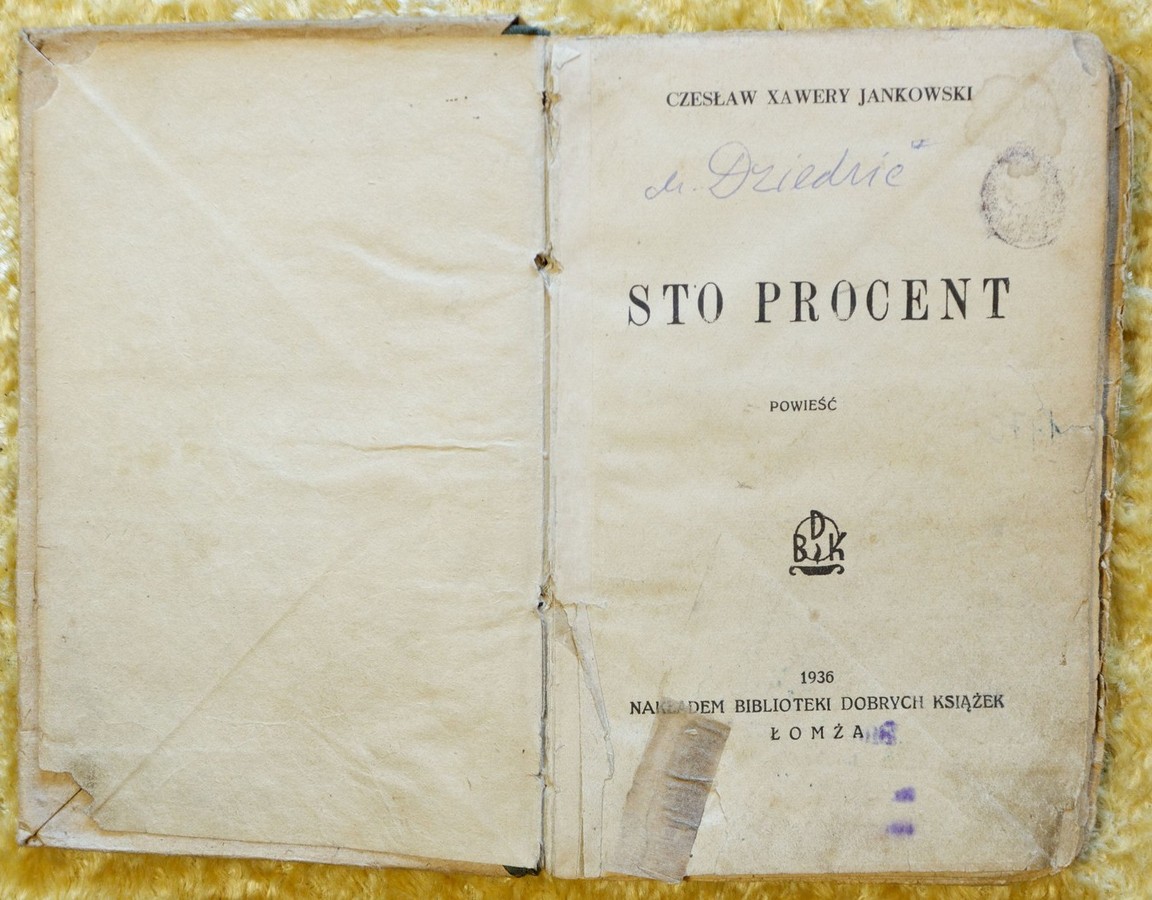 CZESŁAW XAWERY JANKOWSKI
STO PROCENT
POWIEŚĆ
D
B K
1936
NAKŁADEM BIBLIOTEKI DOBRYCH KSIĄŻEK
ŁOMŻA